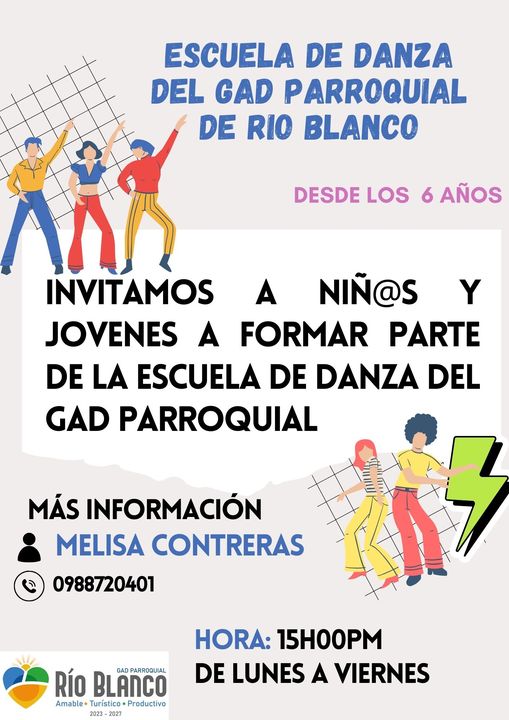 ESCUELA DE DANZA
DEL GAD PARROQUIAL
DE RIO BLANCO
DESDE LOS 6 AÑOS
INVITAMOS A NIÑ@S Y
JOVENES A FORMAR PARTE
DE LA ESCUELA DE DANZA DEL
GAD PARROQUIAL
MÁS INFORMACIÓN
MELISA CONTRERAS
0988720401
HORA: 15H00PM
DE LUNES A VIERNES
GAD PARROQUIAL
RÍO BLANCO
Amable • Turístico • Productivo
2023 - 2027